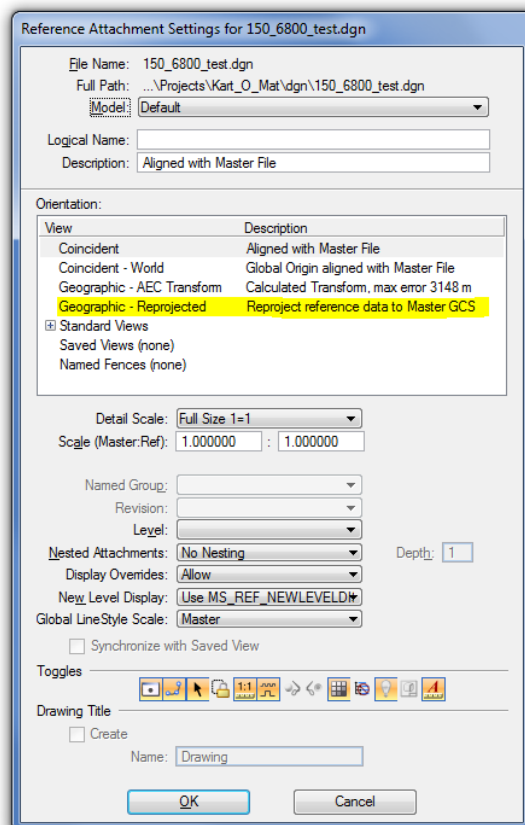 Reference Attachment Settings for 150_6800_test.dgn
File Name: 150_6800_test.dgn
Full Path: ...\Projects\Kart_O_Mat\dgn\150_6800_test.dgn
Model: Default
Logical Name:
Description: Aligned with Master File
Orientation:
View Description
Coincident Aligned with Master File
Coincident - World Global Origin aligned with Master File
Geographic - AEC Transform Calculated Transform, max error 3148 m
Geographic - Reprojected Reproject reference data to Master GCS
Standard Views
Saved Views (none)
Named Fences (none)
Detail Scale: Full Size 1=1
Scale (Master:Ref): 1.000000 : 1.000000
Named Group:
Revision:
Level:
Nested Attachments: No Nesting Depth: 1
Display Overrides: Allow
New Level Display: Use MS_REF_NEWLEVELDI
Global LineStyle Scale: Master
Synchronize with Saved View
Toggles
1:1 A
Drawing Title
Create
Name: Drawing
OK Cancel